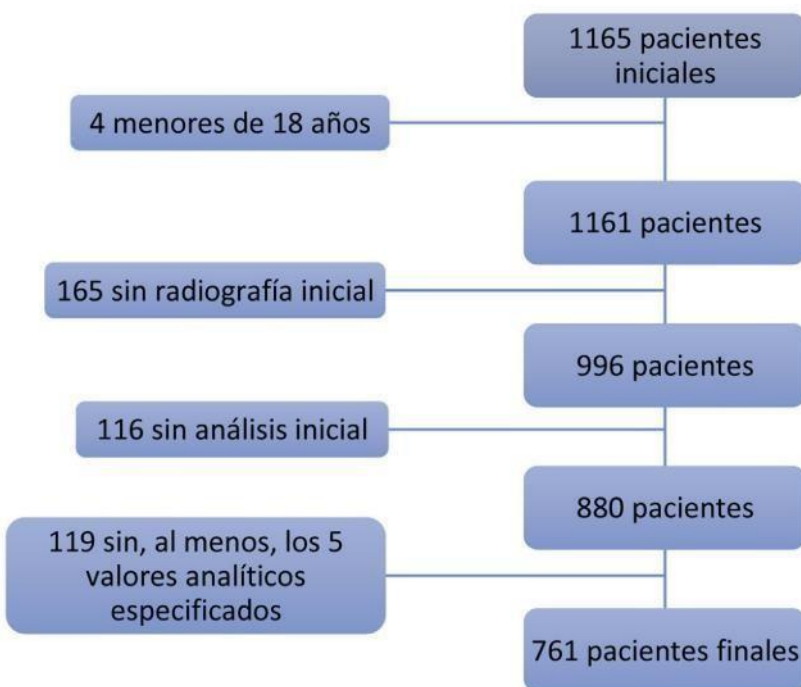 1165 pacientes
iniciales
4 menores de 18 años
1161 pacientes
165 sin radiografía inicial
996 pacientes
116 sin análisis inicial
880 pacientes
119 sin, al menos, los 5
valores analíticos
especificados
761 pacientes finales